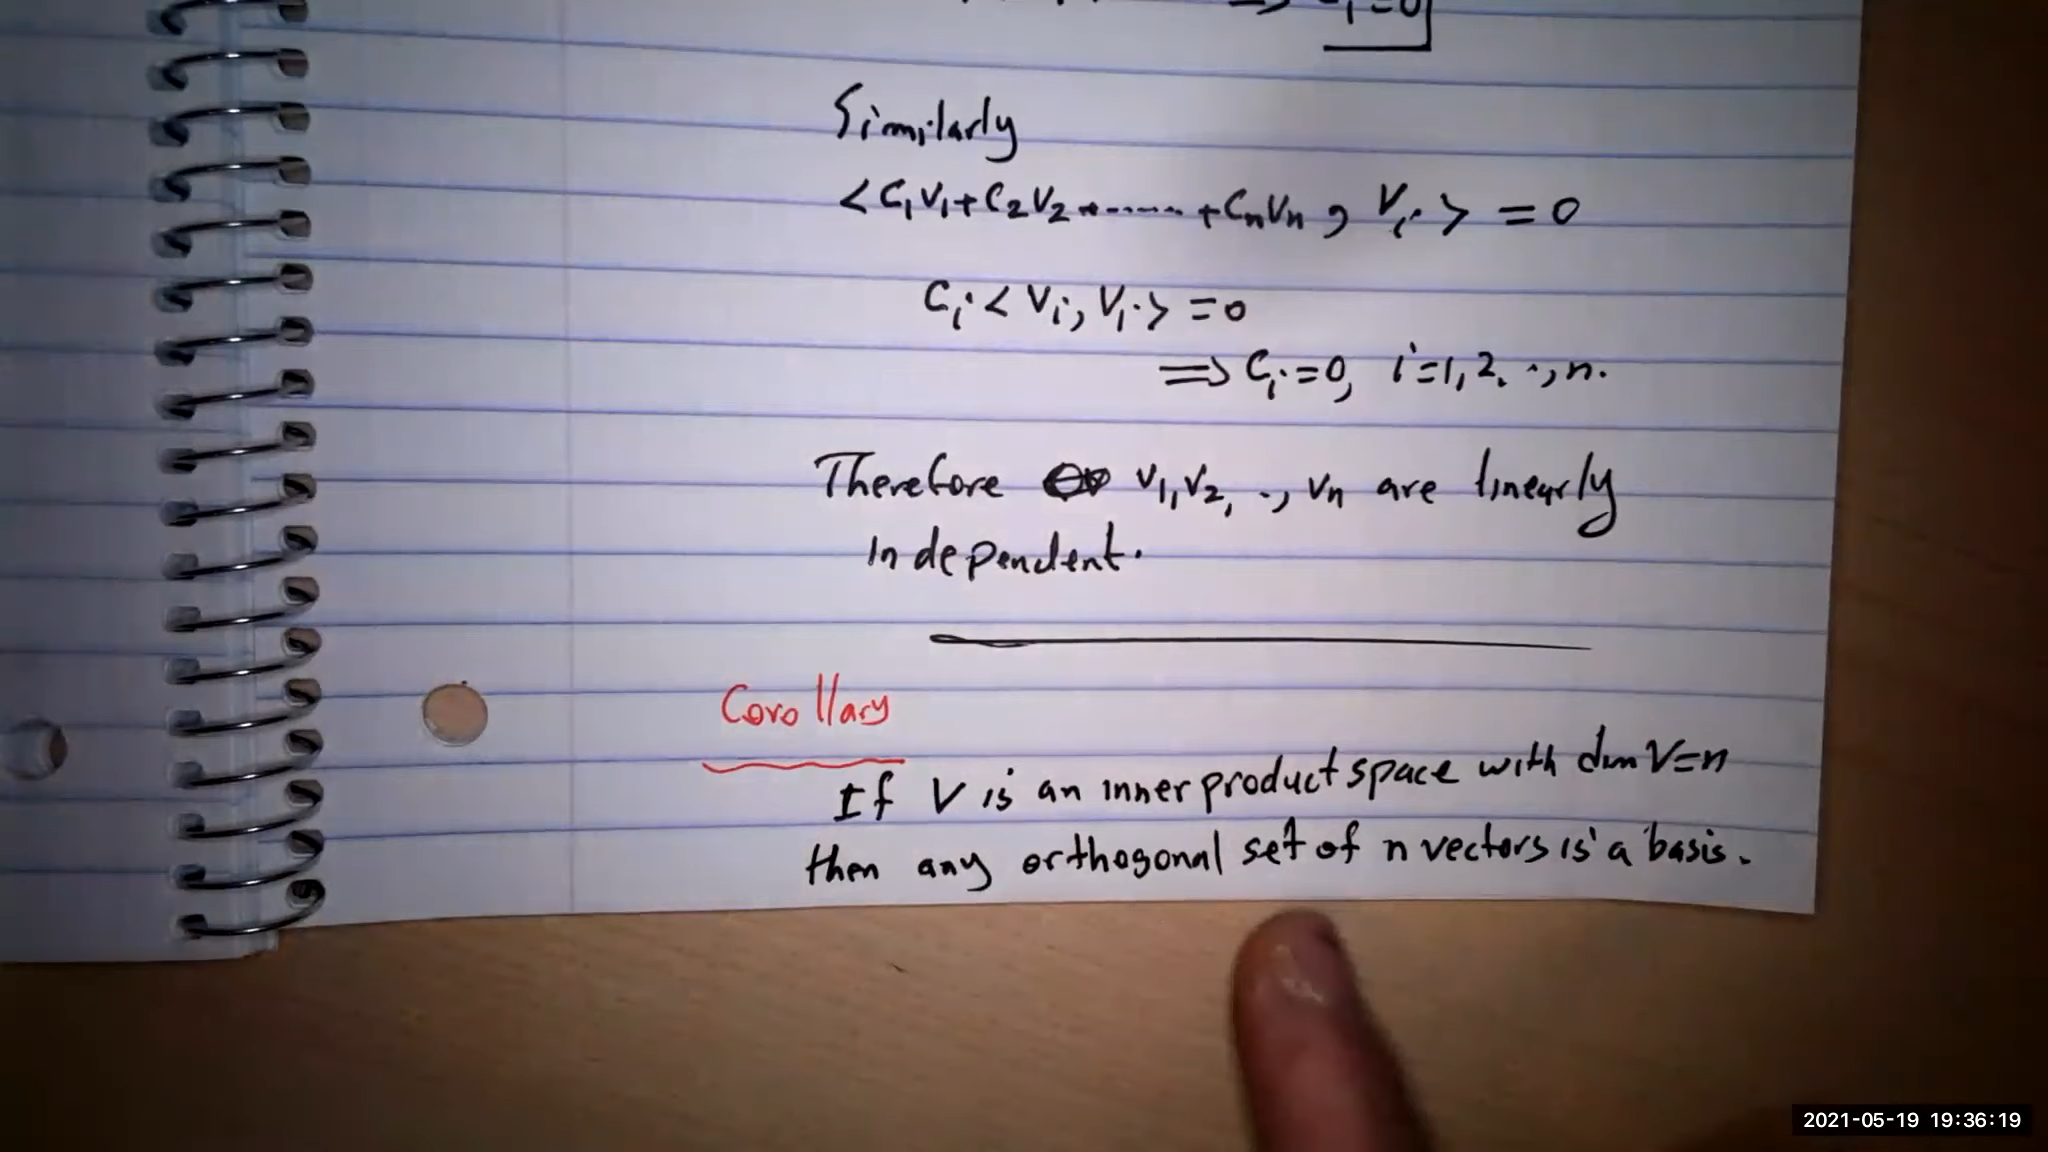 ⇒ C₁=0
Similarly
<C₁V₁+C₂V₂+......+CₙVₙ, Vᵢ> = 0
Cᵢ<Vᵢ, Vᵢ> = 0
⇒ Cᵢ=0, i=1,2,..,n.
Therefore V₁,V₂,..,Vₙ are linearly
independent.
Corollary
If V is an inner product space with dim V=n
then any orthogonal set of n vectors is a basis.
2021-05-19 19:36:19